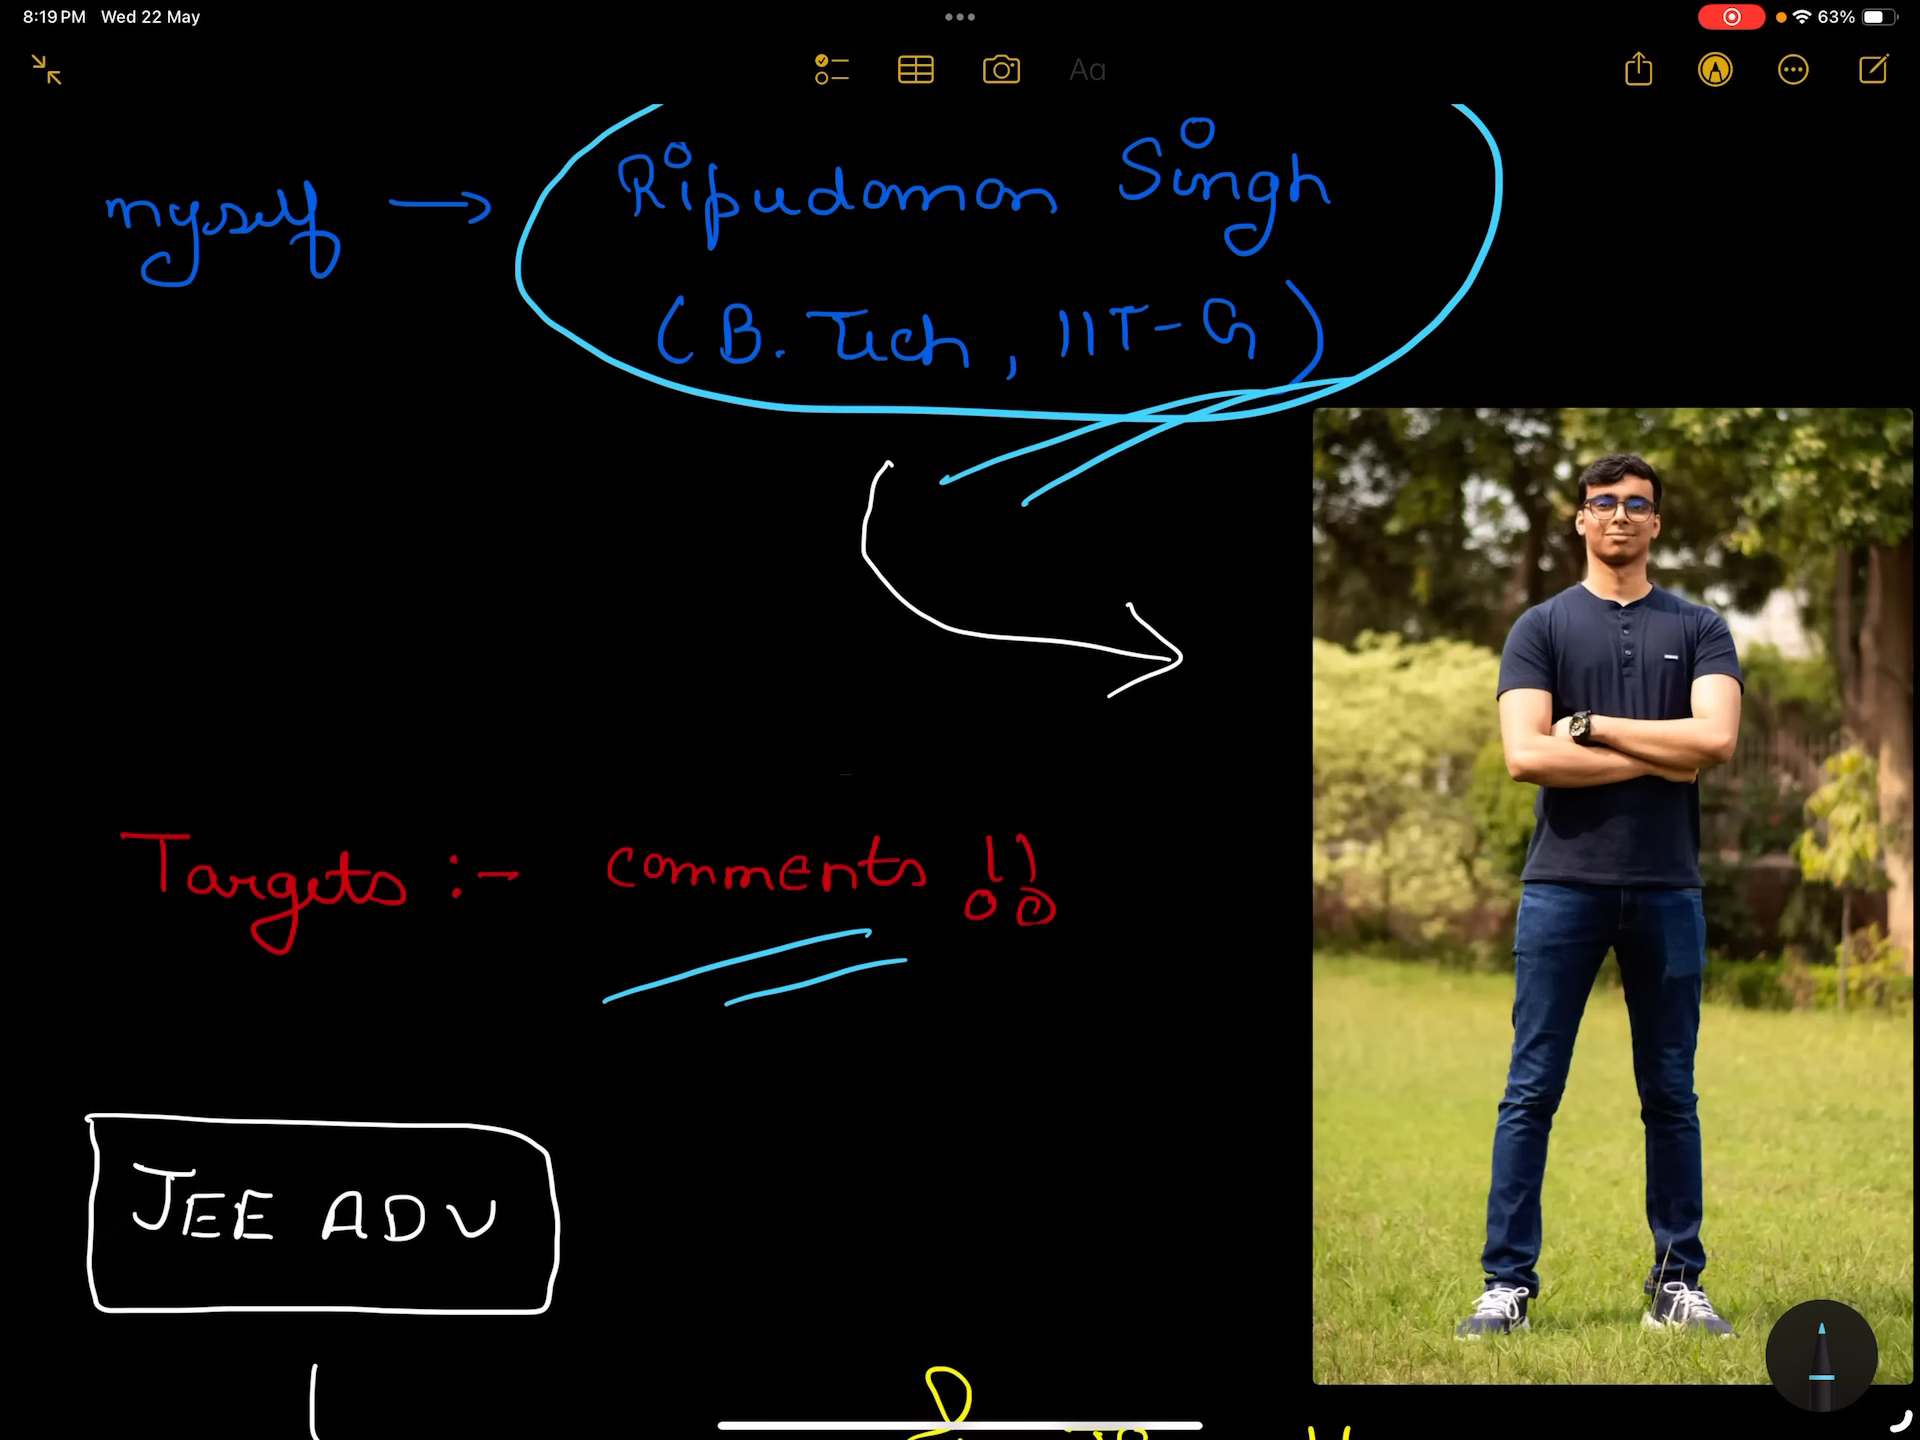 8:19 PM Wed 22 May
63%
Aa
myself → Ripudaman Singh
(B. Tech, IIT-G)
Targets :- comments !!
JEE ADV